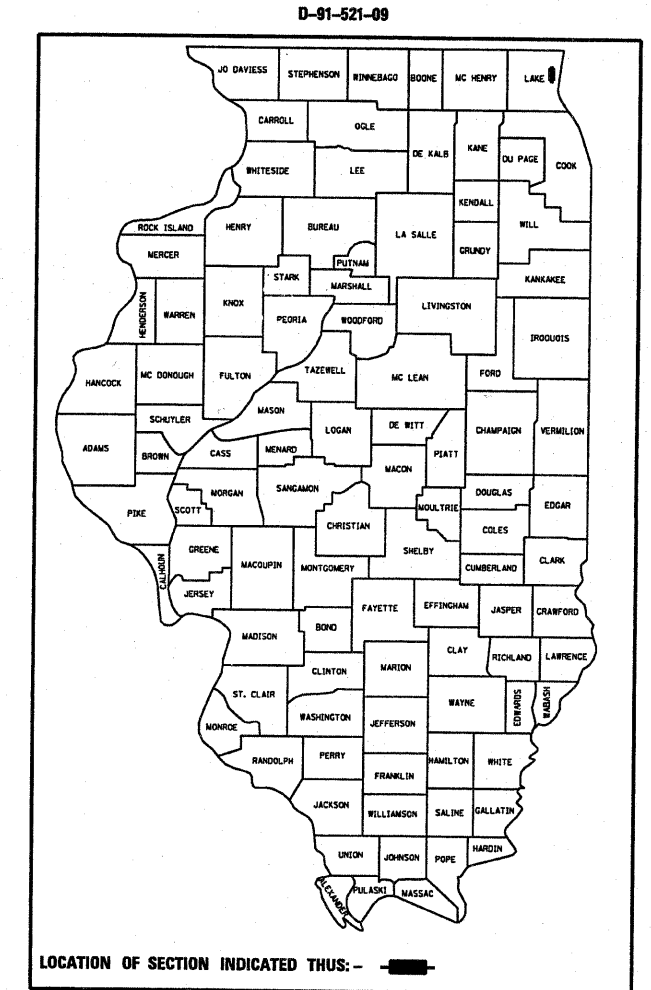 D-91-521-09
JO DAVIESS
STEPHENSON
WINNEBAGO
BOONE
MC HENRY
LAKE
CARROLL
OGLE
DE KALB
KANE
DU PAGE
COOK
WHITESIDE
LEE
KENDALL
WILL
ROCK ISLAND
HENRY
BUREAU
LA SALLE
GRUNDY
MERCER
PUTNAM
STARK
MARSHALL
KANKAKEE
HENDERSON
WARREN
KNOX
PEORIA
WOODFORD
LIVINGSTON
IROQUOIS
HANCOCK
MC DONOUGH
FULTON
TAZEWELL
MC LEAN
FORD
MASON
SCHUYLER
LOGAN
DE WITT
CHAMPAIGN
VERMILION
ADAMS
BROWN
CASS
MENARD
MACON
PIATT
PIKE
SCOTT
MORGAN
SANGAMON
CHRISTIAN
MOULTRIE
DOUGLAS
EDGAR
COLES
CALHOUN
GREENE
MACOUPIN
MONTGOMERY
SHELBY
CUMBERLAND
CLARK
JERSEY
FAYETTE
EFFINGHAM
JASPER
CRAWFORD
MADISON
BOND
CLAY
RICHLAND
LAWRENCE
CLINTON
MARION
ST. CLAIR
WAYNE
EDWARDS
WABASH
MONROE
WASHINGTON
JEFFERSON
RANDOLPH
PERRY
HAMILTON
WHITE
FRANKLIN
JACKSON
WILLIAMSON
SALINE
GALLATIN
UNION
JOHNSON
POPE
HARDIN
ALEXANDER
PULASKI
MASSAC
LOCATION OF SECTION INDICATED THUS:-